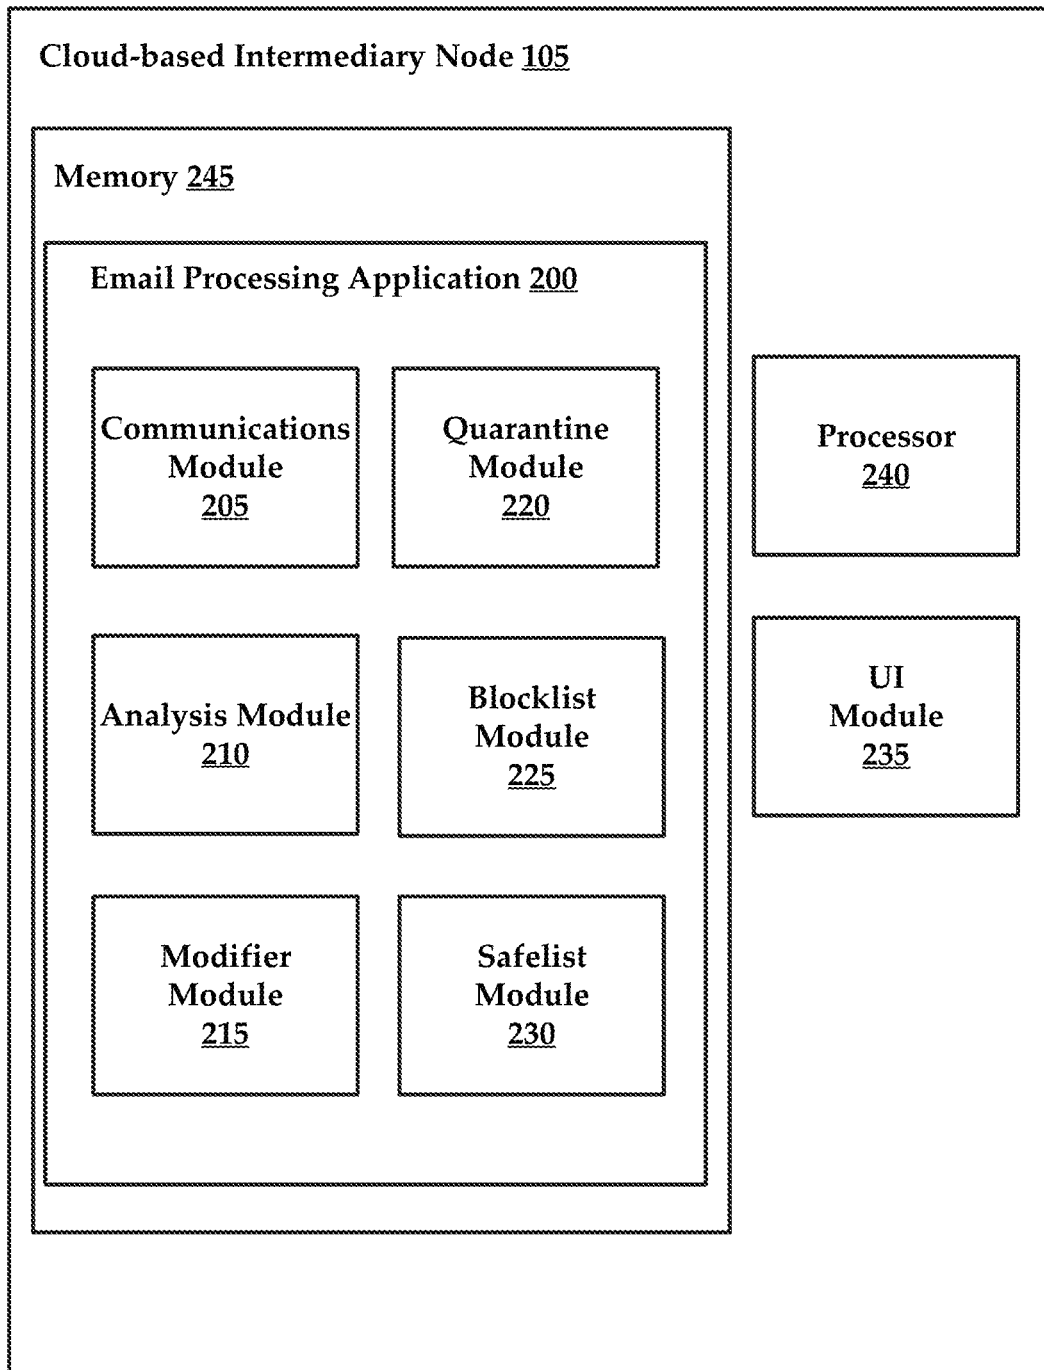 Cloud-based Intermediary Node 105
Memory 245
Email Processing Application 200
Communications
Module
205
Quarantine
Module
220
Processor
240
Analysis Module
210
Blocklist
Module
225
UI
Module
235
Modifier
Module
215
Safelist
Module
230